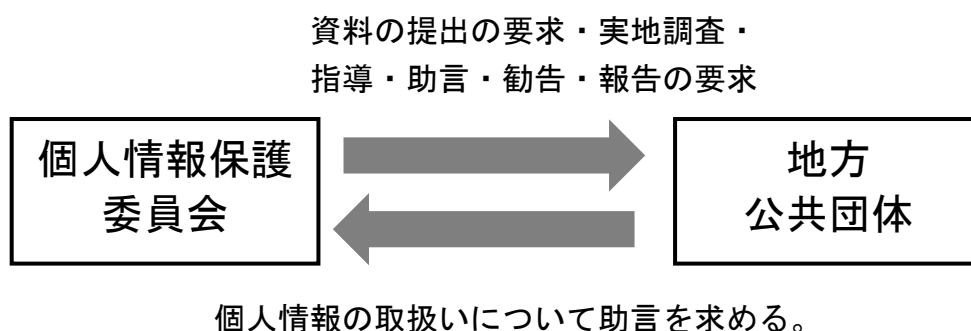 資料の提出の要求・実地調査・
指導・助言・勧告・報告の要求
個人情報保護
委員会
地方
公共団体
個人情報の取扱いについて助言を求める。